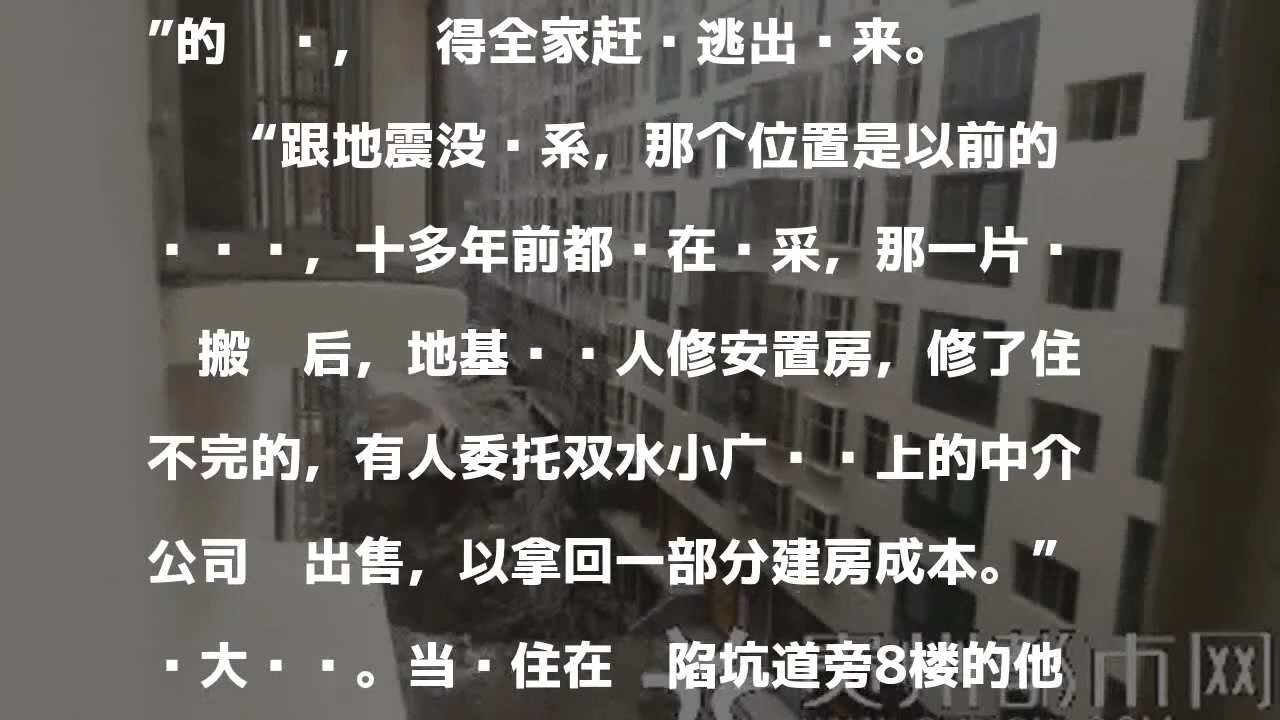 ”的 ·， 得全家赶·逃出·来。
“跟地震没·系，那个位置是以前的
···，十多年前都·在·采，那一片·
搬 后，地基··人修安置房，修了住
不完的，有人委托双水小广··上的中介
公司 出售，以拿回一部分建房成本。”
·大··。当·住在 陷坑道旁8楼的他